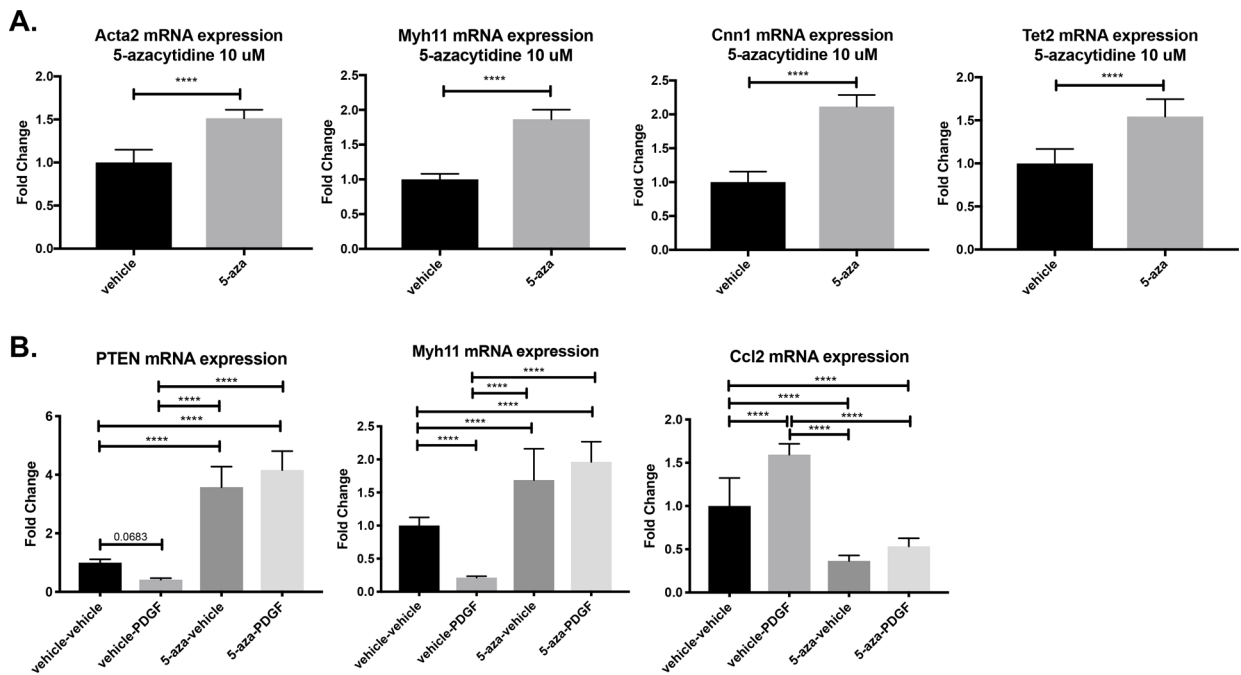 A.
Acta2 mRNA expression
5-azacytidine 10 uM
****
Fold Change
2.0
1.5
1.0
0.5
0.0
vehicle
5-aza
Myh11 mRNA expression
5-azacytidine 10 uM
****
Fold Change
2.5
2.0
1.5
1.0
0.5
0.0
vehicle
5-aza
Cnn1 mRNA expression
5-azacytidine 10 uM
****
Fold Change
2.5
2.0
1.5
1.0
0.5
0.0
vehicle
5-aza
Tet2 mRNA expression
5-azacytidine 10 uM
****
Fold Change
2.0
1.5
1.0
0.5
0.0
vehicle
5-aza
B.
PTEN mRNA expression
****
****
****
****
0.0683
Fold Change
6
4
2
0
vehicle-vehicle
vehicle-PDGF
5-aza-vehicle
5-aza-PDGF
Myh11 mRNA expression
****
****
****
****
****
Fold Change
2.5
2.0
1.5
1.0
0.5
0.0
vehicle-vehicle
vehicle-PDGF
5-aza-vehicle
5-aza-PDGF
Ccl2 mRNA expression
****
****
****
****
****
Fold Change
2.0
1.5
1.0
0.5
0.0
vehicle-vehicle
vehicle-PDGF
5-aza-vehicle
5-aza-PDGF